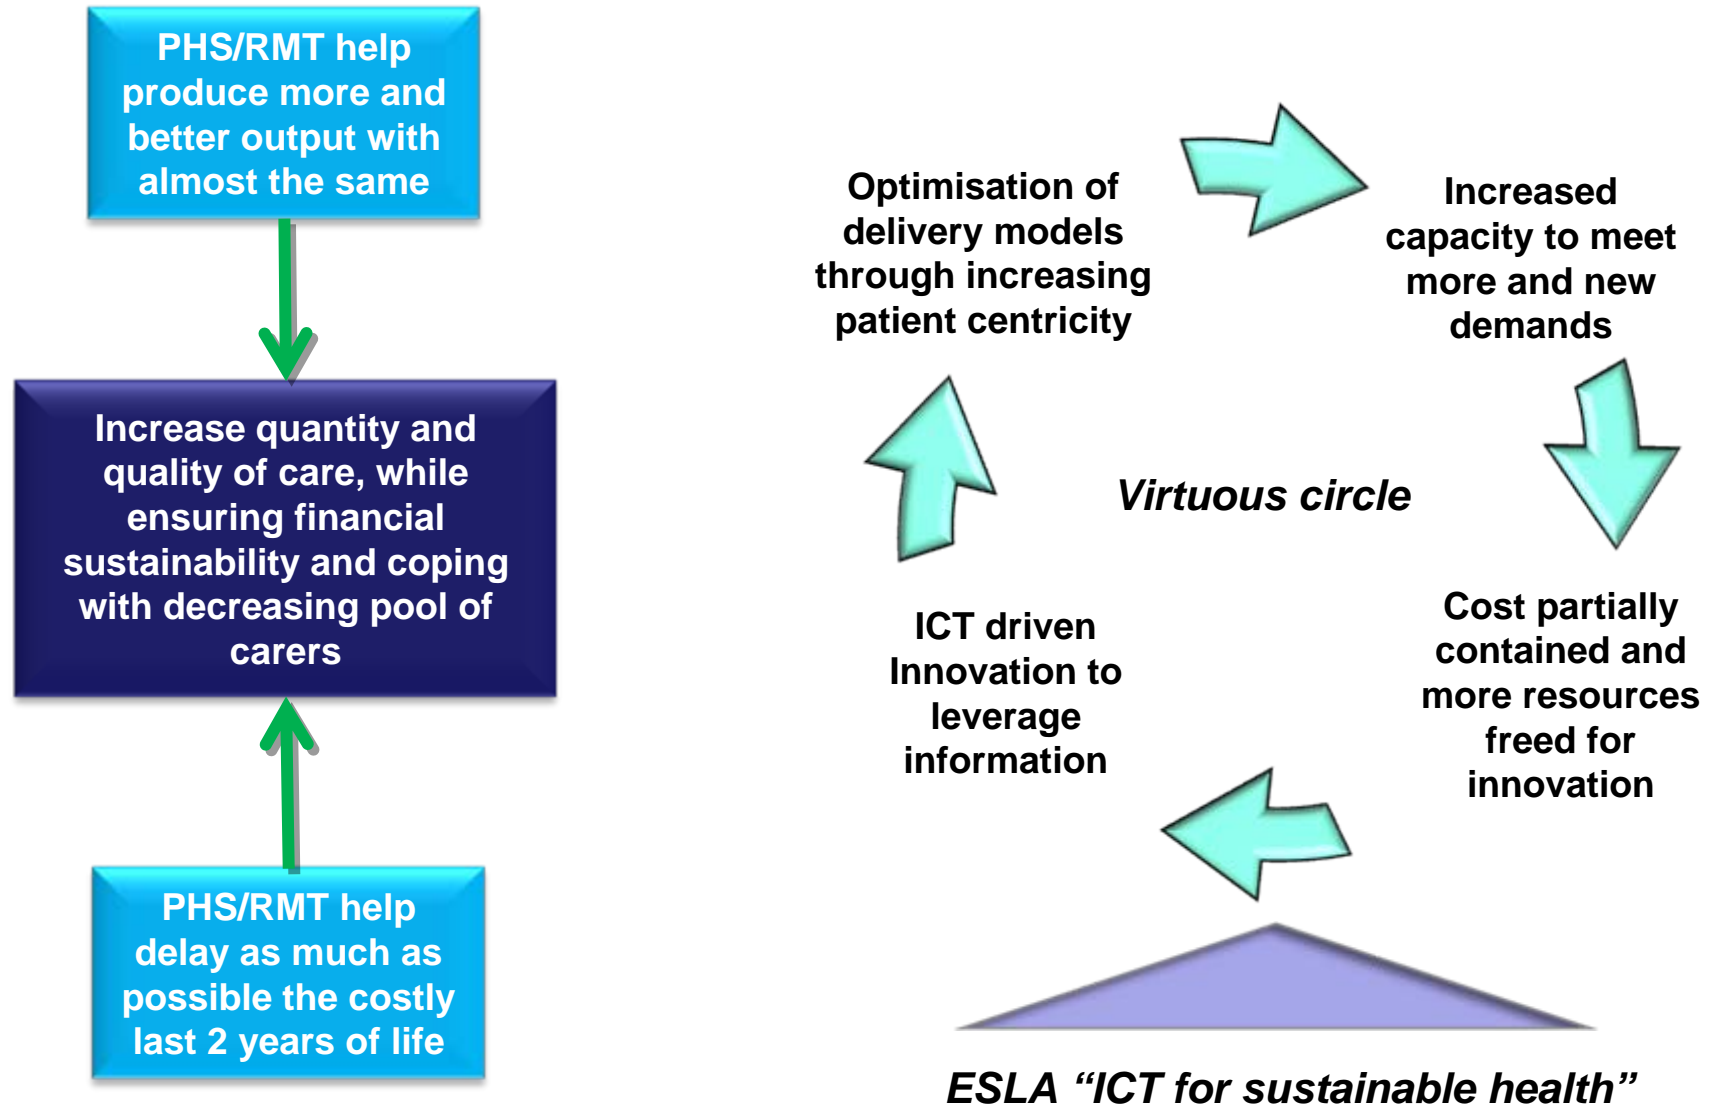 PHS/RMT help
produce more and
better output with
almost the same
Increase quantity and
quality of care, while
ensuring financial
sustainability and coping
with decreasing pool of
carers
PHS/RMT help
delay as much as
possible the costly
last 2 years of life
Optimisation of
delivery models
through increasing
patient centricity
Increased
capacity to meet
more and new
demands
Virtuous circle
ICT driven
Innovation to
leverage
information
Cost partially
contained and
more resources
freed for
innovation
ESLA “ICT for sustainable health”